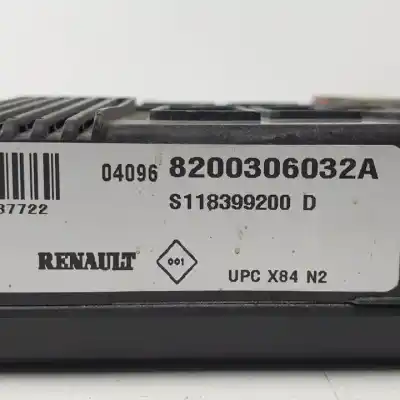 04096 8200306032A
S118399200 D
37722
RENAULT 001 UPC X84 N2